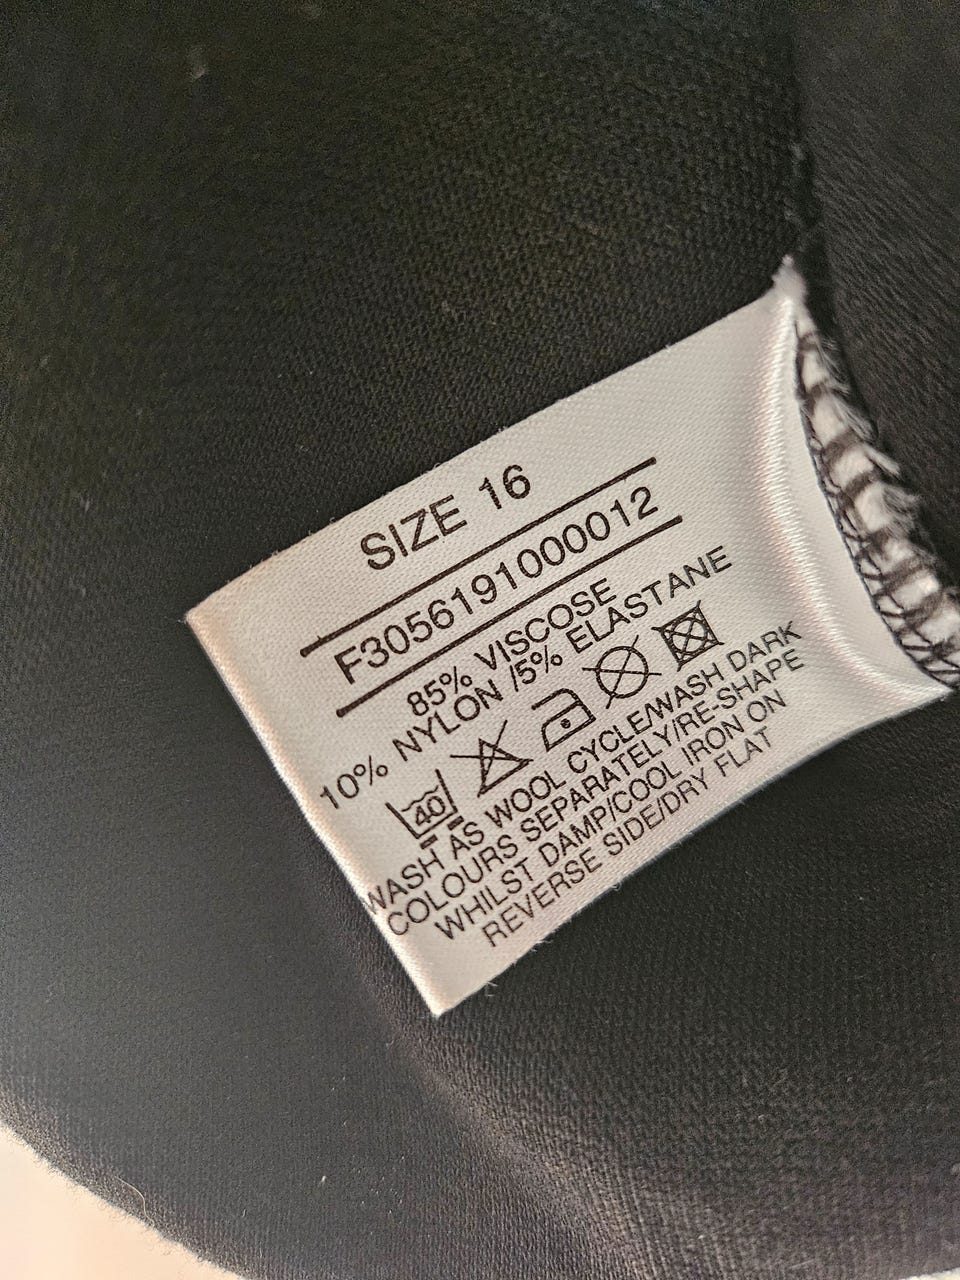 SIZE 16
F3056191000012
85% VISCOSE
10% NYLON /5% ELASTANE
40
WASH AS WOOL CYCLE/WASH DARK
COLOURS SEPARATELY/RE-SHAPE
WHILST DAMP/COOL IRON ON
REVERSE SIDE/DRY FLAT